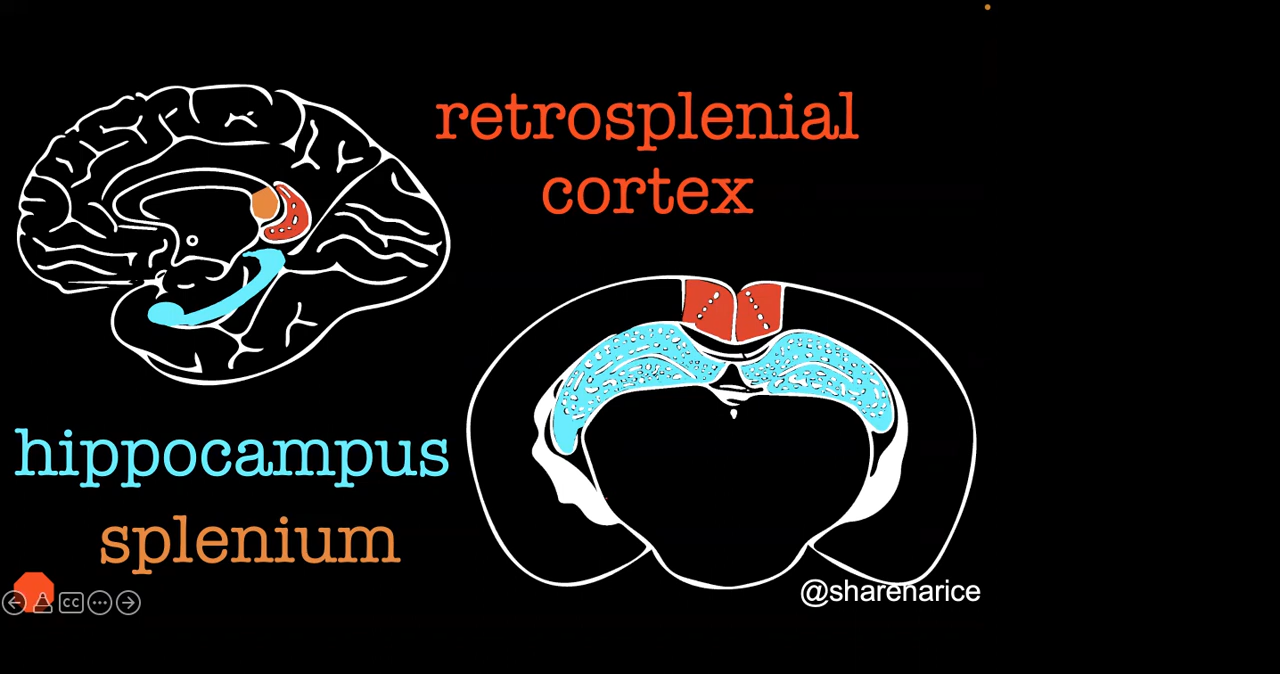 retrosplenial
cortex
hippocampus
splenium
@sharenarice
CC